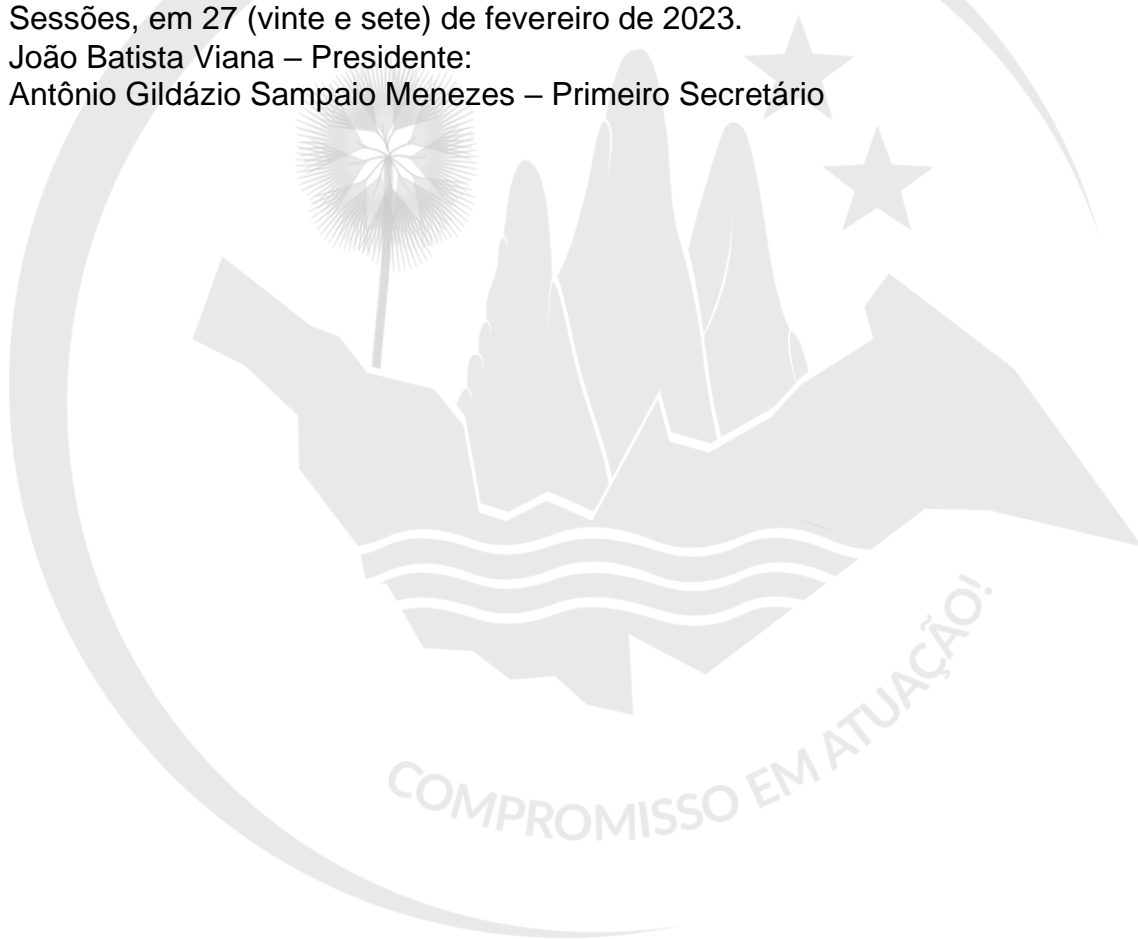 Sessões, em 27 (vinte e sete) de fevereiro de 2023.
João Batista Viana – Presidente:
Antônio Gildázio Sampaio Menezes – Primeiro Secretário
COMPROMISSO EM ATUAÇÃO!